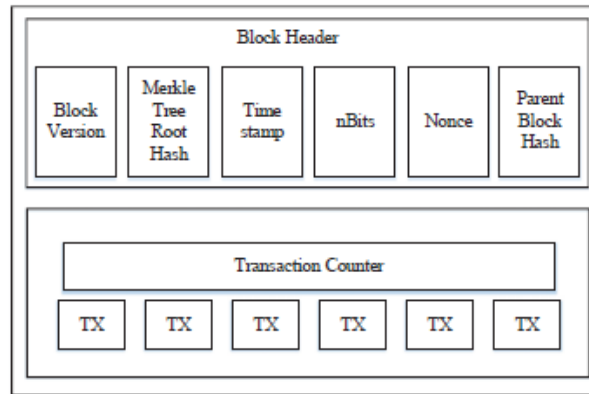 Block Header
Block
Version
Merkle
Tree
Root
Hash
Time
stamp
nBits
Nonce
Parent
Block
Hash
Transaction Counter
TX TX TX TX TX TX